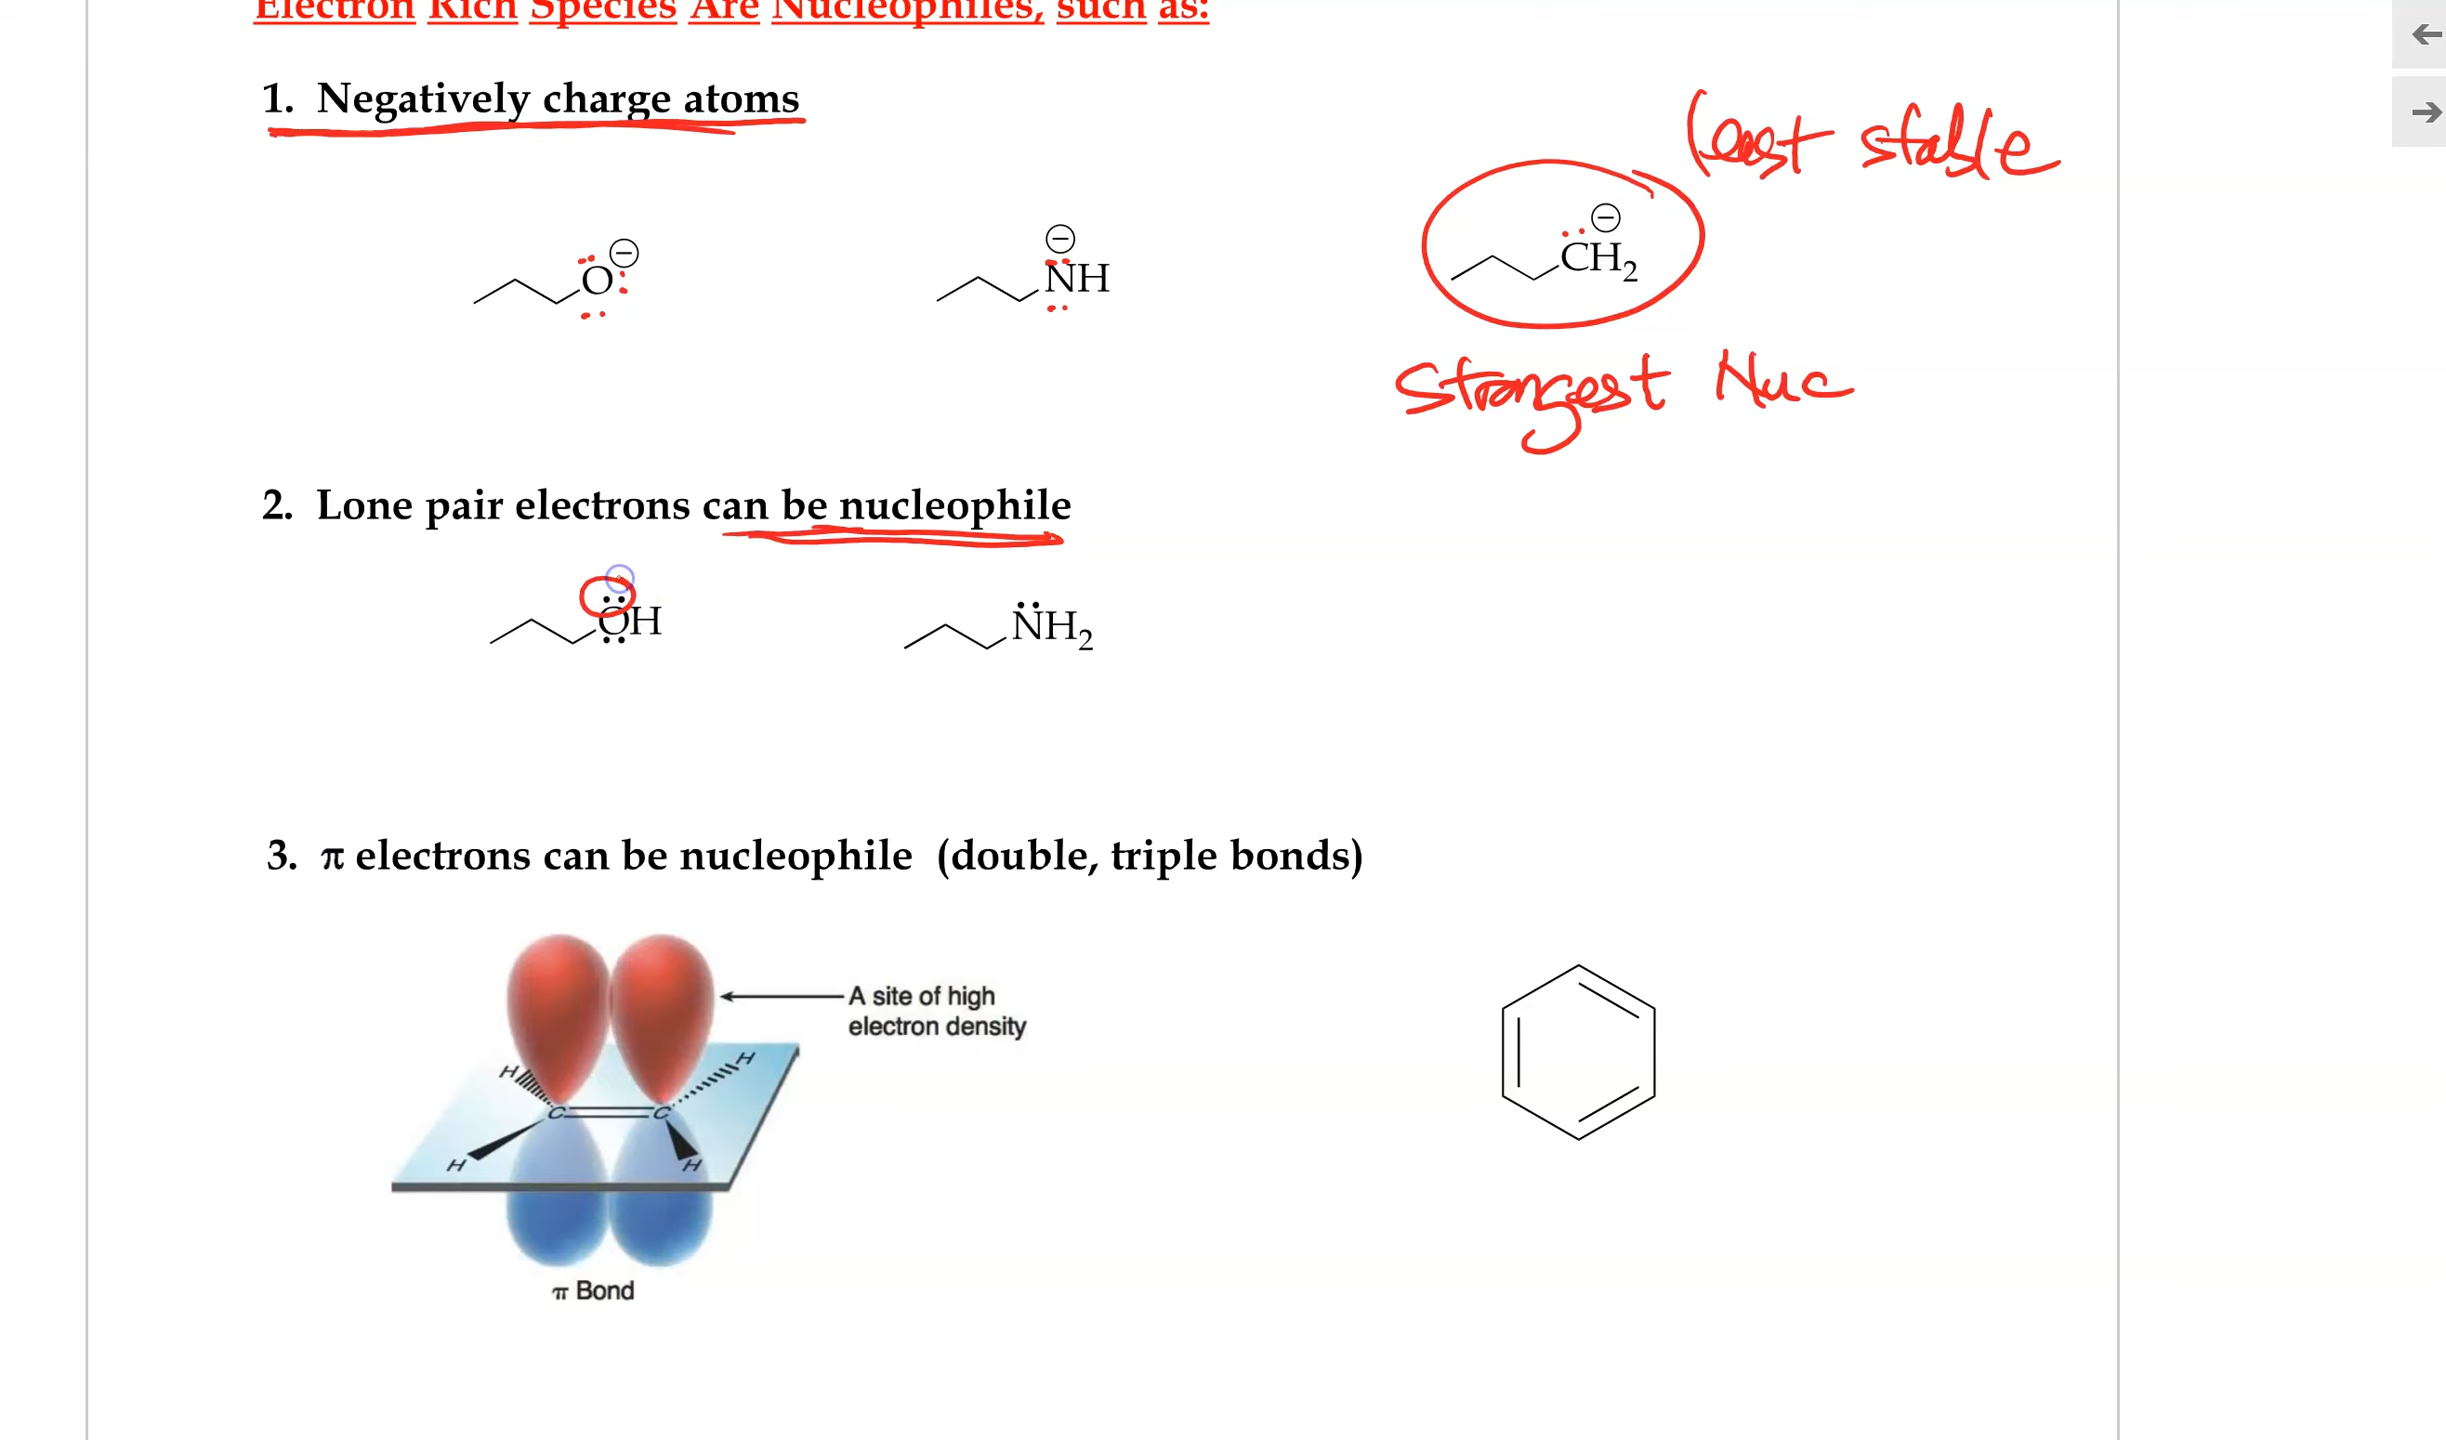 Electron Rich Species Are Nucleophiles, such as:
1. Negatively charge atoms
least stable
O
NH
CH2
Strongest Nuc
2. Lone pair electrons can be nucleophile
OH
NH2
3. π electrons can be nucleophile (double, triple bonds)
A site of high
electron density
H
H
C
C
H
H
π Bond